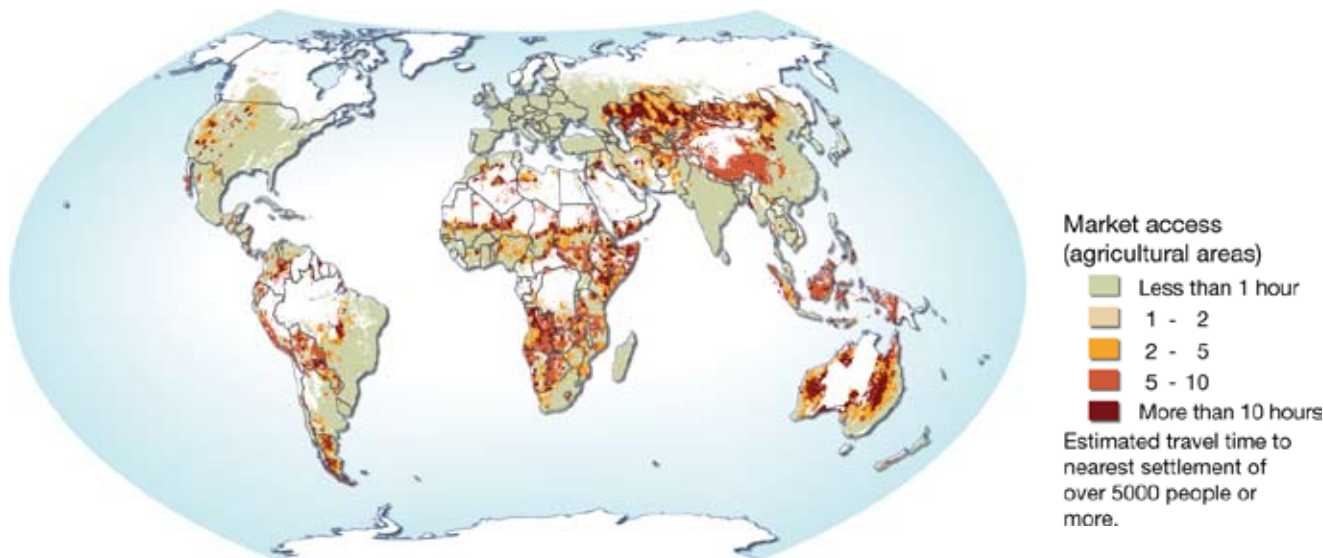 Market access
(agricultural areas)
Less than 1 hour
1 - 2
2 - 5
5 - 10
More than 10 hours
Estimated travel time to
nearest settlement of
over 5000 people or
more.